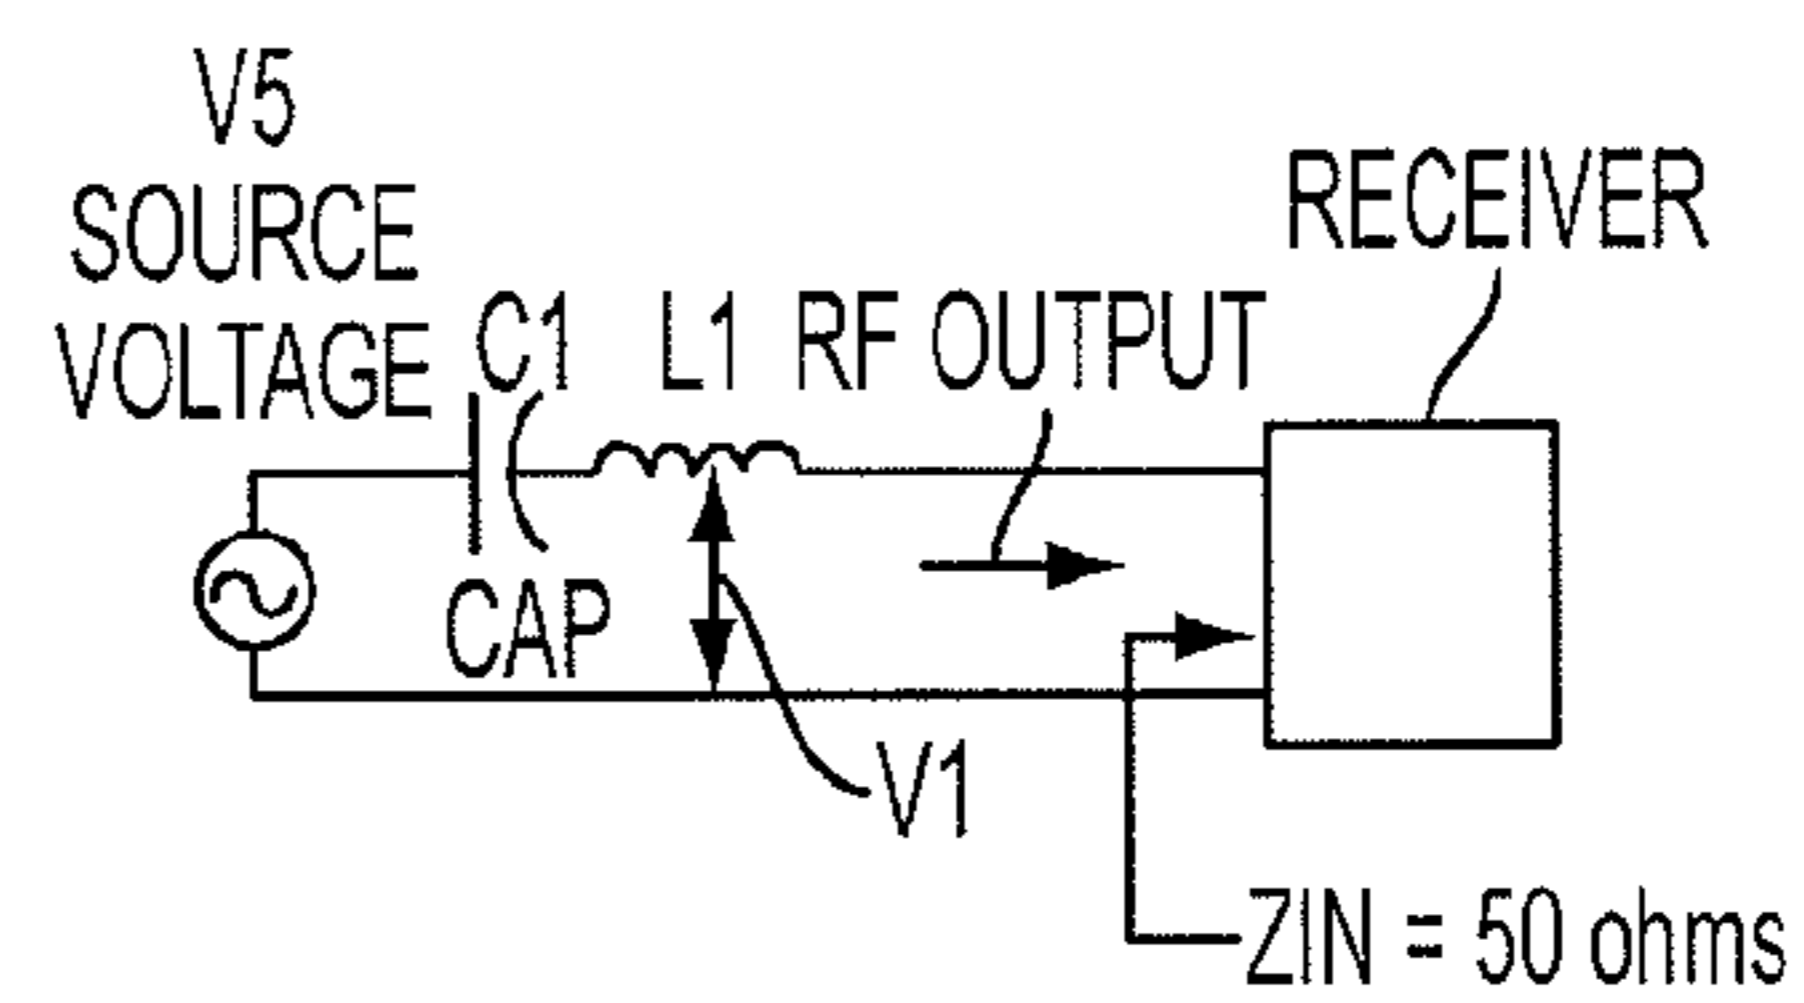 V5
SOURCE
VOLTAGE
C1
L1
RF OUTPUT
RECEIVER
CAP
V1
ZIN = 50 ohms